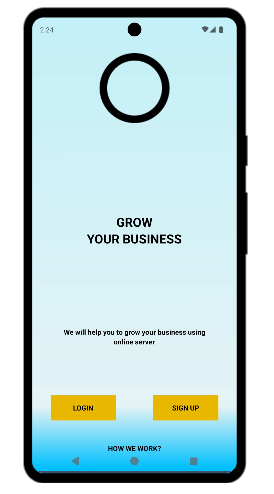 2:24
GROW
YOUR BUSINESS
We will help you to grow your business using
online server
LOGIN
SIGN UP
HOW WE WORK?